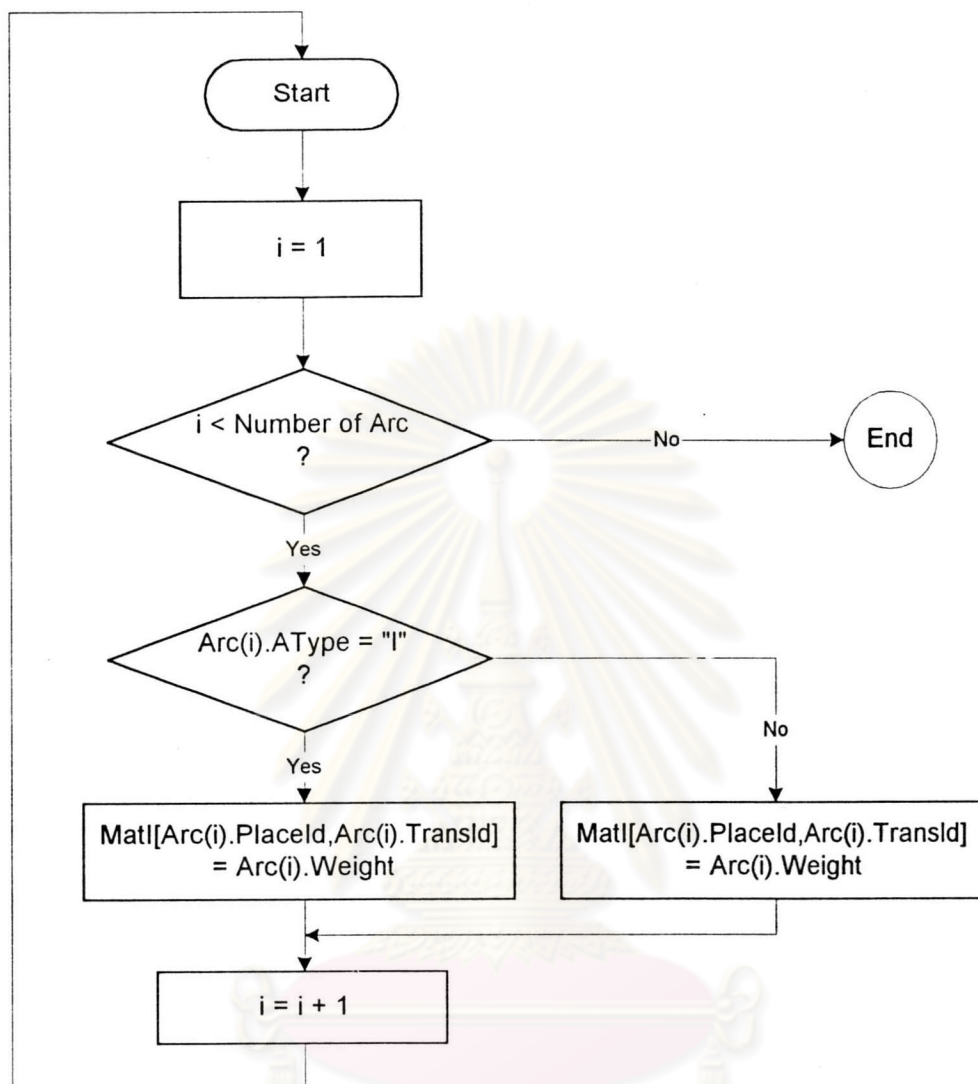 Start
i = 1
i < Number of Arc
?
No
End
Yes
Arc(i).AType = "I"
?
No
Yes
MatI[Arc(i).PlaceId,Arc(i).TransId]
= Arc(i).Weight
MatI[Arc(i).PlaceId,Arc(i).TransId]
= Arc(i).Weight
i = i + 1